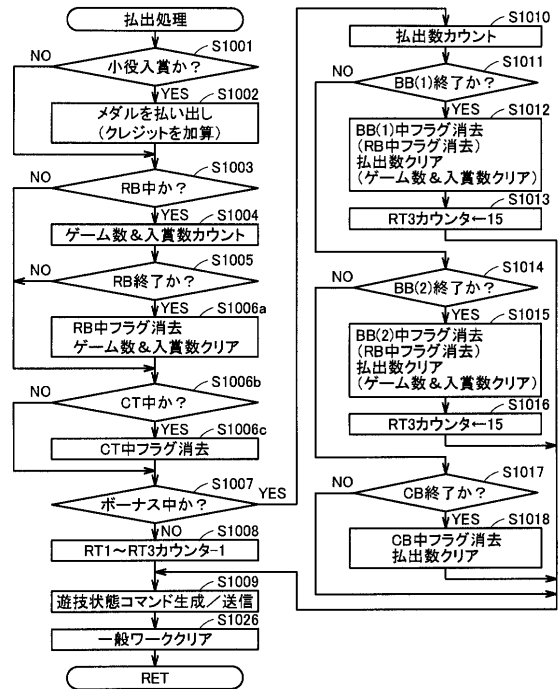 払出処理
S1001
小役入賞か？
NO
YES
S1002
メダルを払い出し
(クレジットを加算)
S1003
NO
RB中か？
YES
S1004
ゲーム数＆入賞数カウント
S1005
NO
RB終了か？
YES
S1006a
RB中フラグ消去
ゲーム数＆入賞数クリア
S1006b
NO
CT中か？
YES
S1006c
CT中フラグ消去
S1007
ボーナス中か？
YES
NO
S1008
RT1～RT3カウンタ-1
S1009
遊技状態コマンド生成／送信
S1026
一般ワーククリア
RET
S1010
払出数カウント
S1011
NO
BB(1)終了か？
YES
S1012
BB(1)中フラグ消去
(RB中フラグ消去)
払出数クリア
(ゲーム数＆入賞数クリア)
S1013
RT3カウンタ←15
S1014
NO
BB(2)終了か？
YES
S1015
BB(2)中フラグ消去
(RB中フラグ消去)
払出数クリア
(ゲーム数＆入賞数クリア)
S1016
RT3カウンタ←15
S1017
NO
CB終了か？
YES
S1018
CB中フラグ消去
払出数クリア